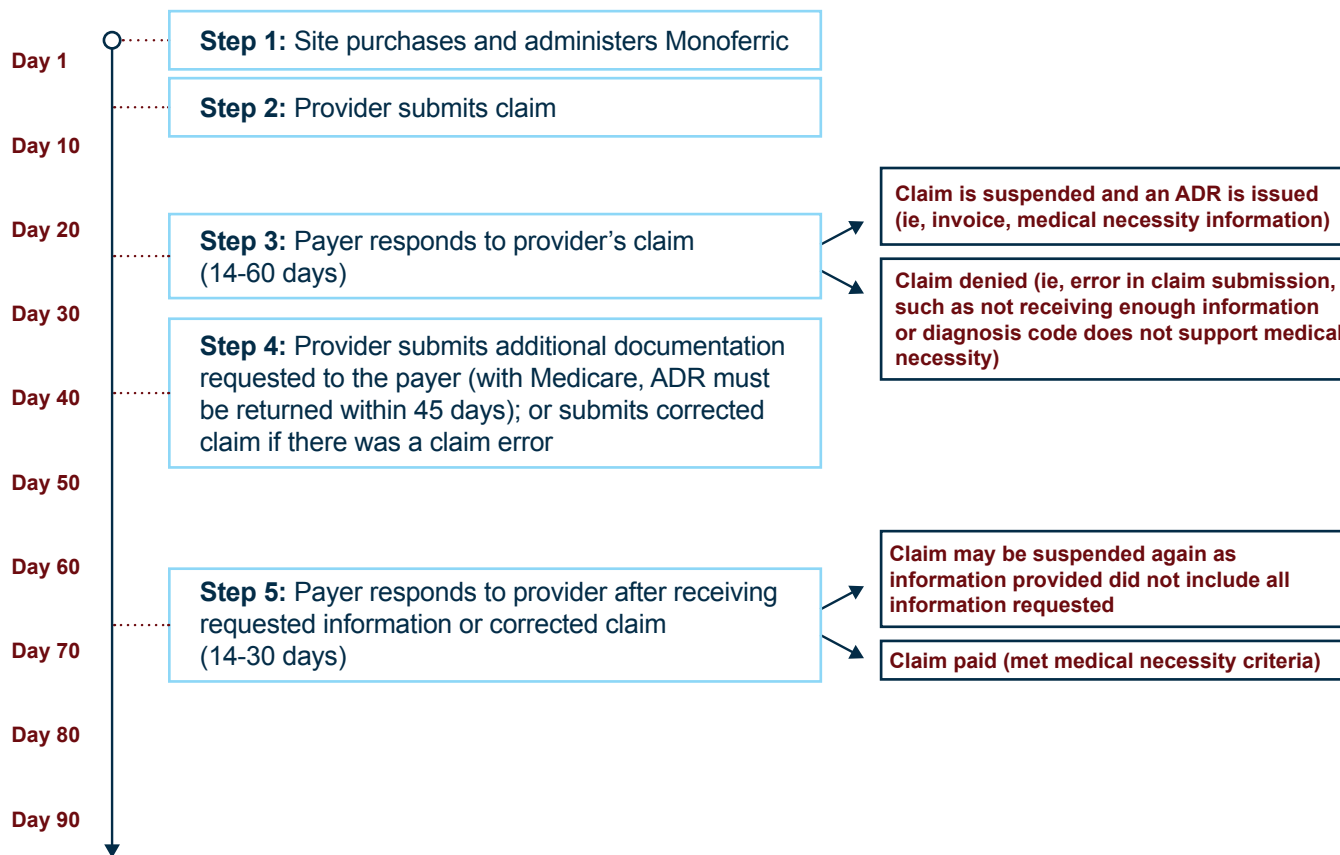 Day 1
Step 1: Site purchases and administers Monoferric
Step 2: Provider submits claim
Day 10
Day 20
Step 3: Payer responds to provider’s claim
(14-60 days)
Claim is suspended and an ADR is issued
(ie, invoice, medical necessity information)
Claim denied (ie, error in claim submission,
such as not receiving enough information
or diagnosis code does not support medical
necessity)
Day 30
Step 4: Provider submits additional documentation
requested to the payer (with Medicare, ADR must
be returned within 45 days); or submits corrected
claim if there was a claim error
Day 40
Day 50
Day 60
Step 5: Payer responds to provider after receiving
requested information or corrected claim
(14-30 days)
Claim may be suspended again as
information provided did not include all
information requested
Claim paid (met medical necessity criteria)
Day 70
Day 80
Day 90